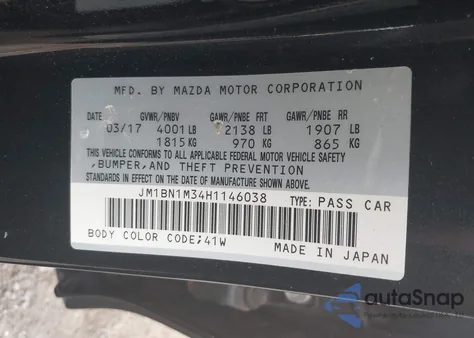 MFD. BY MAZDA MOTOR CORPORATION
DATE GVWR/PNBV GAWR/PNBE FRT GAWR/PNBE RR
03/17 4001 LB 2138 LB 1907 LB
1815 KG 970 KG 865 KG
THIS VEHICLE CONFORMS TO ALL APPLICABLE FEDERAL MOTOR VEHICLE SAFETY
,BUMPER,AND THEFT PREVENTION
STANDARDS IN EFFECT ON THE DATE OF MANUFACTURE SHOWN ABOVE.
JM1BN1M34H1146038 TYPE: PASS CAR
BODY COLOR CODE;41W MADE IN JAPAN
autoSnap